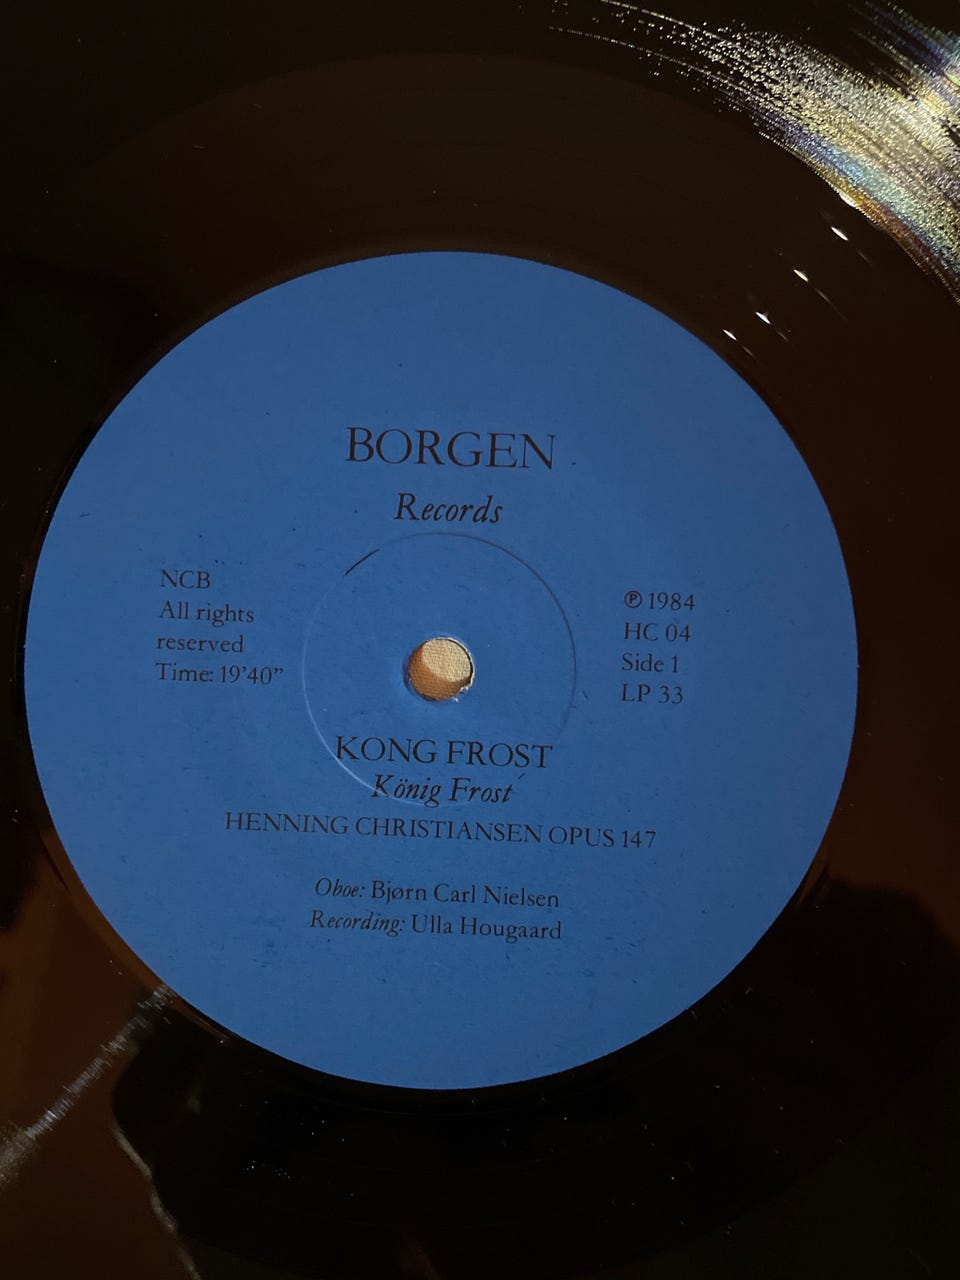 BORGEN
Records
NCB
All rights
reserved
Time: 19'40”
℗ 1984
HC 04
Side 1
LP 33
KONG FROST
König Frost
HENNING CHRISTIANSEN OPUS 147
Oboe: Bjørn Carl Nielsen
Recording: Ulla Hougaard